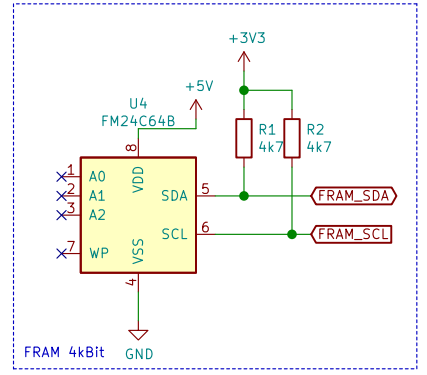 +3V3
+5V
U4
FM24C64B
R1
4k7
R2
4k7
8
VDD
1
A0
2
A1
3
A2
7
WP
SDA
5
FRAM_SDA
SCL
6
FRAM_SCL
VSS
4
GND
FRAM 4kBit